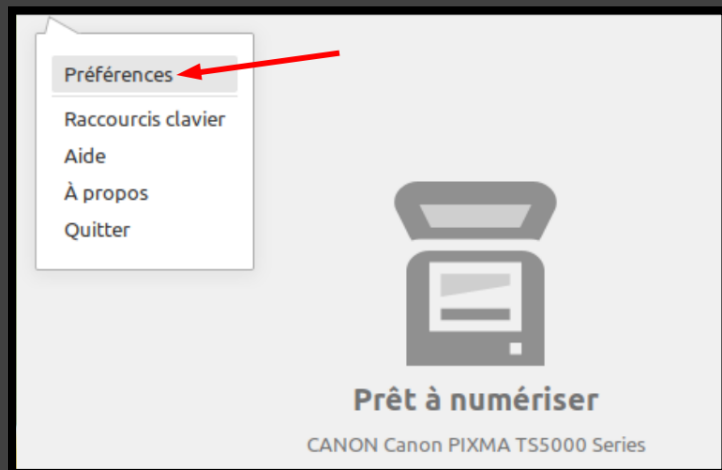 Préférences
Raccourcis clavier
Aide
À propos
Quitter
Prêt à numériser
CANON Canon PIXMA TS5000 Series